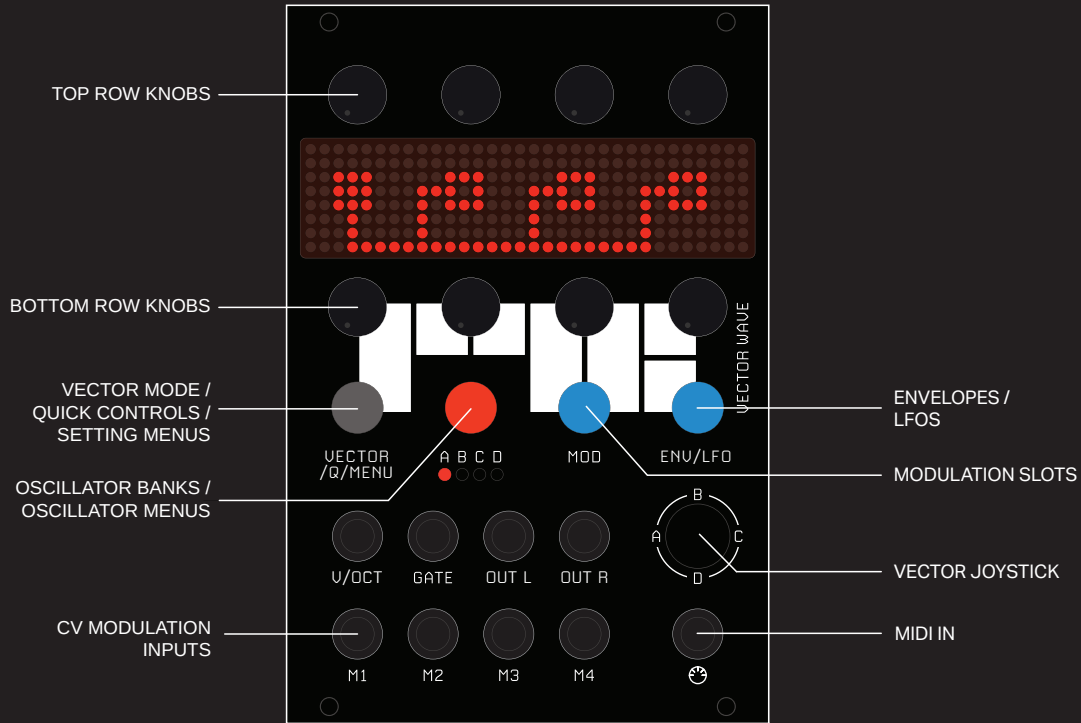 TOP ROW KNOBS
BOTTOM ROW KNOBS
VECTOR WAVE
VECTOR MODE /
QUICK CONTROLS /
SETTING MENUS
ENVELOPES /
LFOS
VECTOR
/Q/MENU
A B C D
MOD
ENV/LFO
MODULATION SLOTS
OSCILLATOR BANKS /
OSCILLATOR MENUS
B
A
C
D
V/OCT
GATE
OUT L
OUT R
VECTOR JOYSTICK
CV MODULATION
INPUTS
MIDI IN
M1
M2
M3
M4